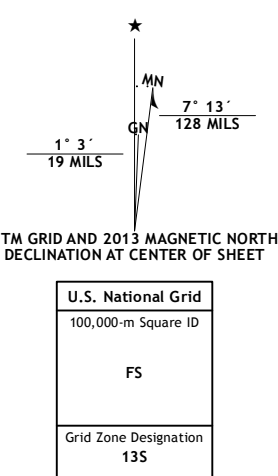 ★
MN
7° 13´
128 MILS
GN
1° 3´
19 MILS
TM GRID AND 2013 MAGNETIC NORTH
DECLINATION AT CENTER OF SHEET
U.S. National Grid
100,000-m Square ID
FS
Grid Zone Designation
13S